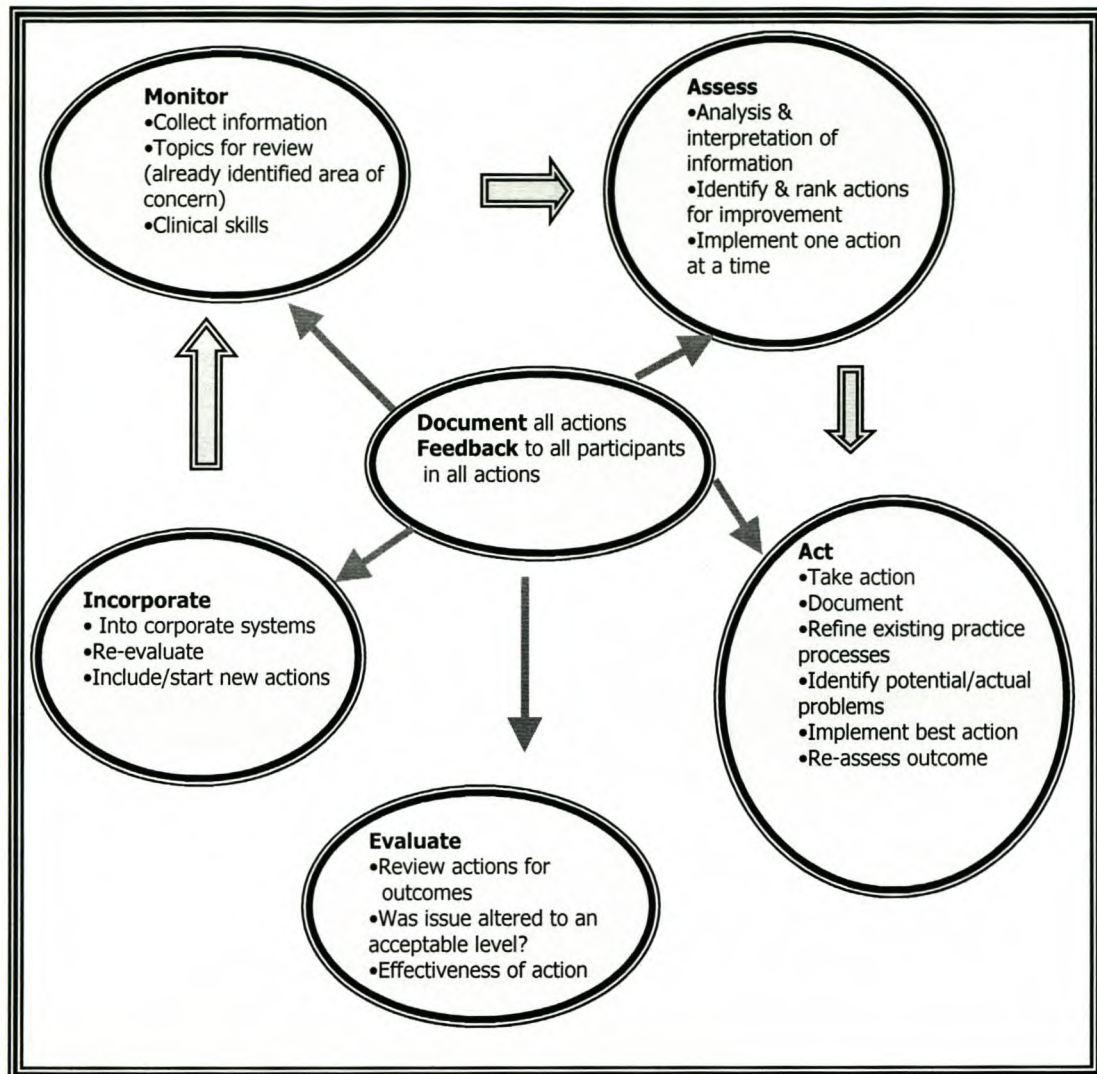 Monitor
•Collect information
•Topics for review
(already identified area of
concern)
•Clinical skills
Assess
•Analysis &
interpretation of
information
•Identify & rank actions
for improvement
•Implement one action
at a time
Document all actions
Feedback to all participants
in all actions
Act
•Take action
•Document
•Refine existing practice
processes
•Identify potential/actual
problems
•Implement best action
•Re-assess outcome
Incorporate
• Into corporate systems
•Re-evaluate
•Include/start new actions
Evaluate
•Review actions for
outcomes
•Was issue altered to an
acceptable level?
•Effectiveness of action